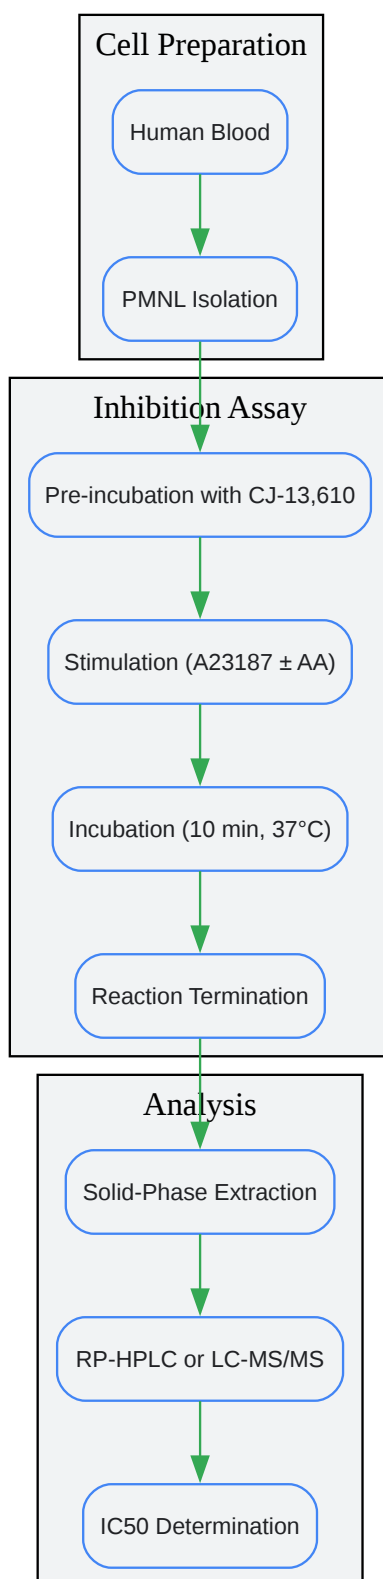 Cell Preparation
Human Blood
PMNL Isolation
Inhibition Assay
Pre-incubation with CJ-13,610
Stimulation (A23187 ± AA)
Incubation (10 min, 37°C)
Reaction Termination
Analysis
Solid-Phase Extraction
RP-HPLC or LC-MS/MS
IC50 Determination